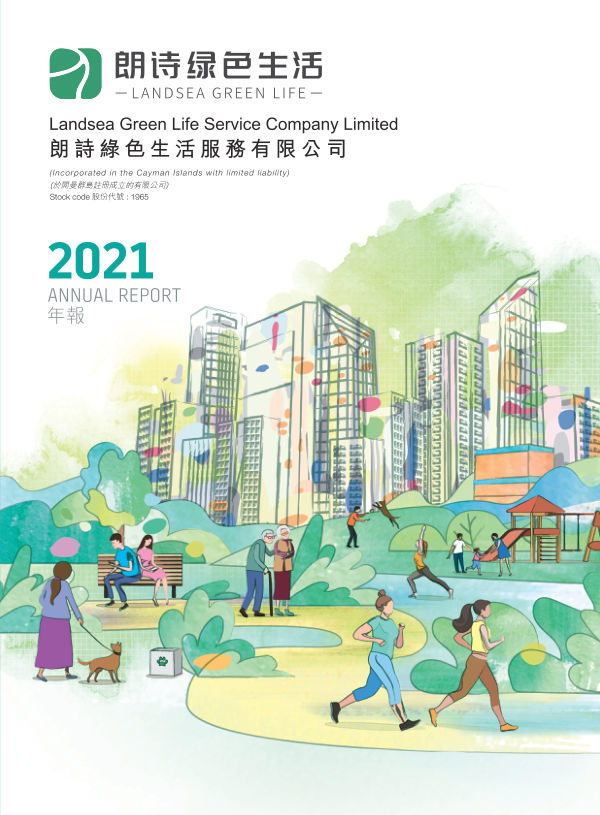 朗诗绿色生活
LANDSEA GREEN LIFE
Landsea Green Life Service Company Limited
朗詩綠色生活服務有限公司
(Incorporated in the Cayman Islands with limited liability)
(於開曼群島註冊成立的有限公司)
Stock code 股份代號 : 1965
2021
ANNUAL REPORT
年報